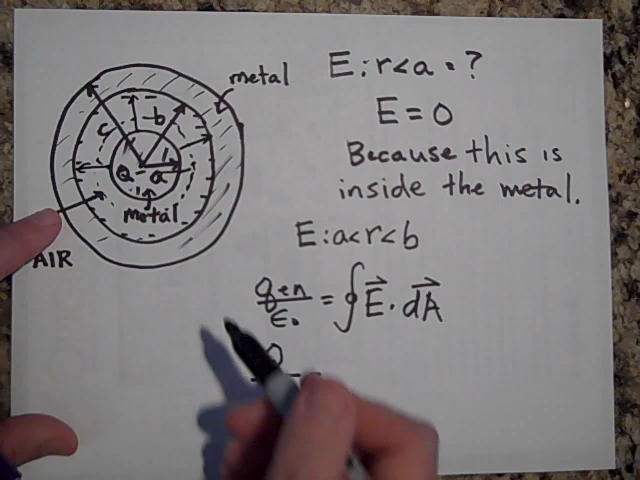 metal
E: r<a = ?
E = 0
Because this is
inside the metal.
c
b
Q
a
metal
AIR
E: a<r<b
qen/ε₀ = ∮E⃗ · dA⃗